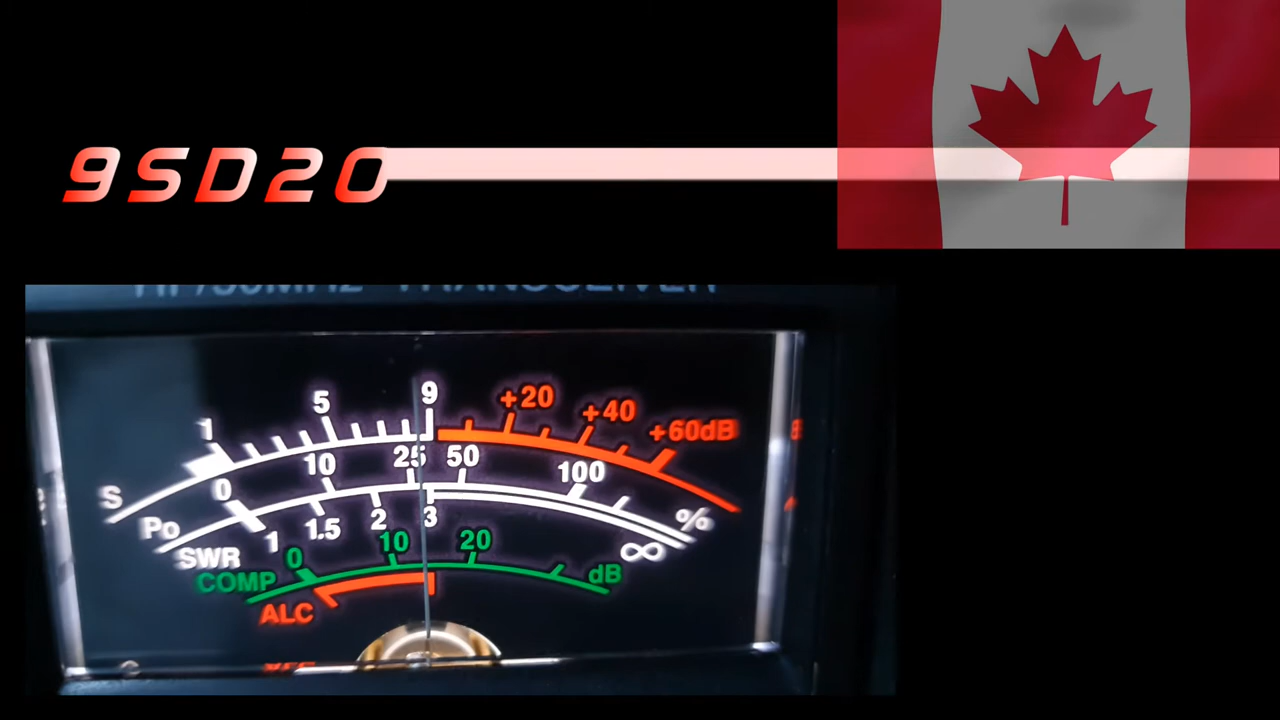 9SD20
HF/50MHz TRANSCEIVER
1 5 9 +20 +40 +60dB
S
10 25 50 100
0
Po %
1 1.5 2 3 ∞
SWR
0 10 20 dB
COMP
ALC